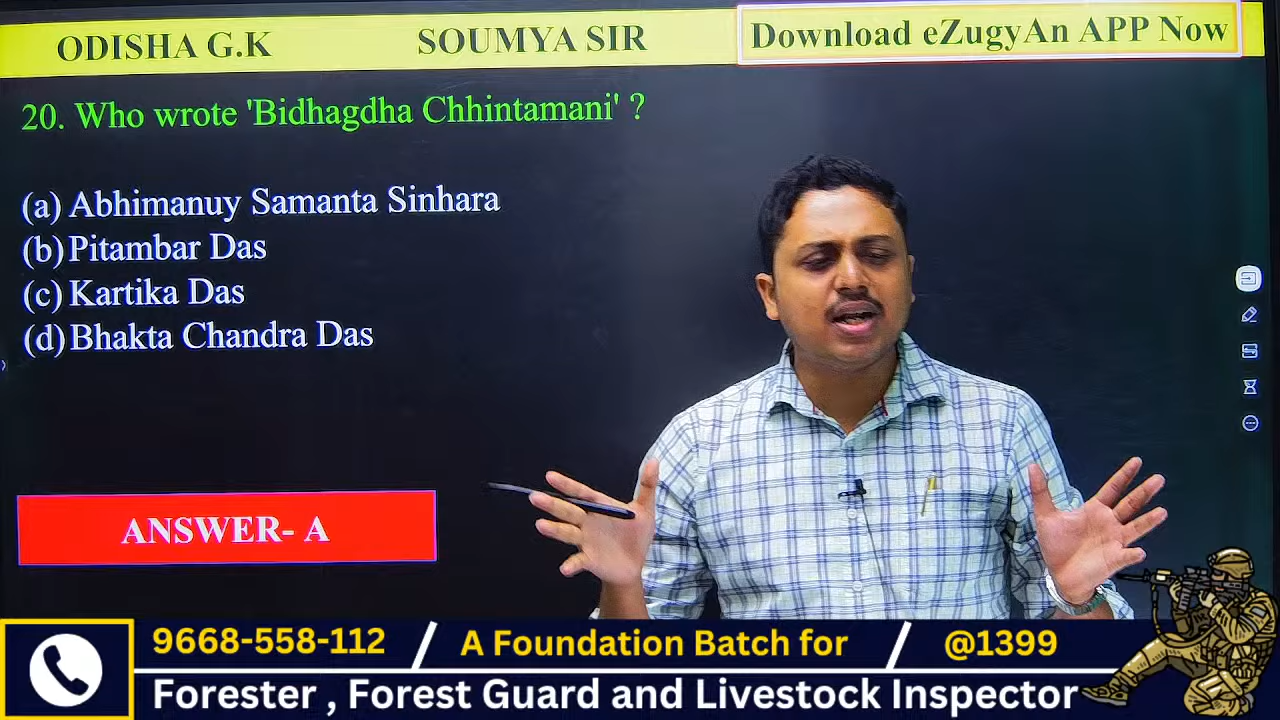 ODISHA G.K SOUMYA SIR Download eZugyAn APP Now
20. Who wrote 'Bidhagdha Chhintamani' ?
(a) Abhimanuy Samanta Sinhara
(b) Pitambar Das
(c) Kartika Das
(d) Bhakta Chandra Das
ANSWER- A
9668-558-112 / A Foundation Batch for / @1399
Forester , Forest Guard and Livestock Inspector